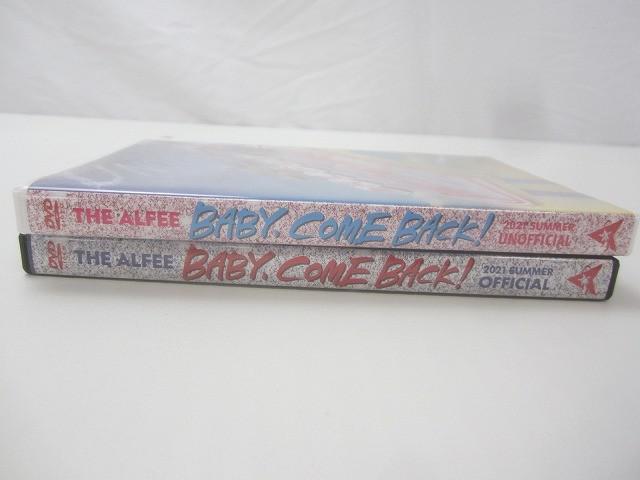 DVD THE ALFEE BABY. COME BACK! 2021 SUMMER UNOFFICIAL
DVD THE ALFEE BABY. COME BACK! 2021 SUMMER OFFICIAL